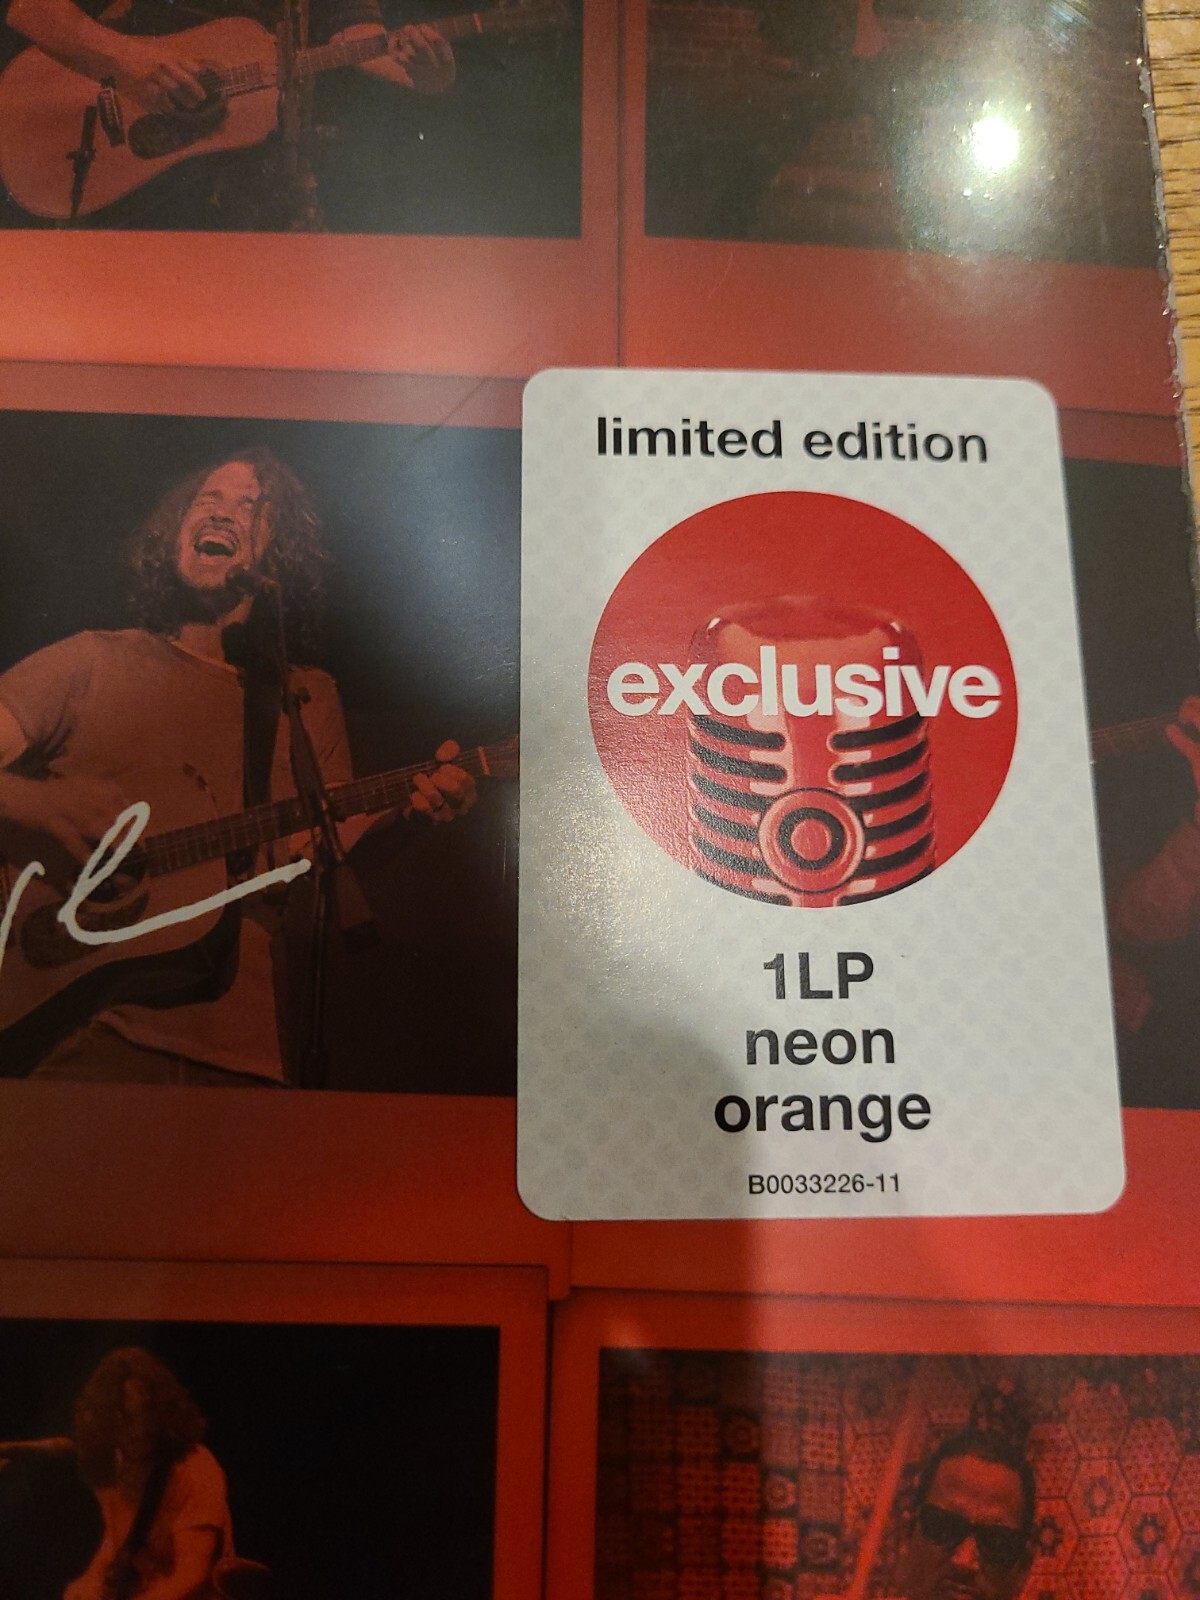 limited edition
exclusive
1LP
neon
orange
B0033226-11